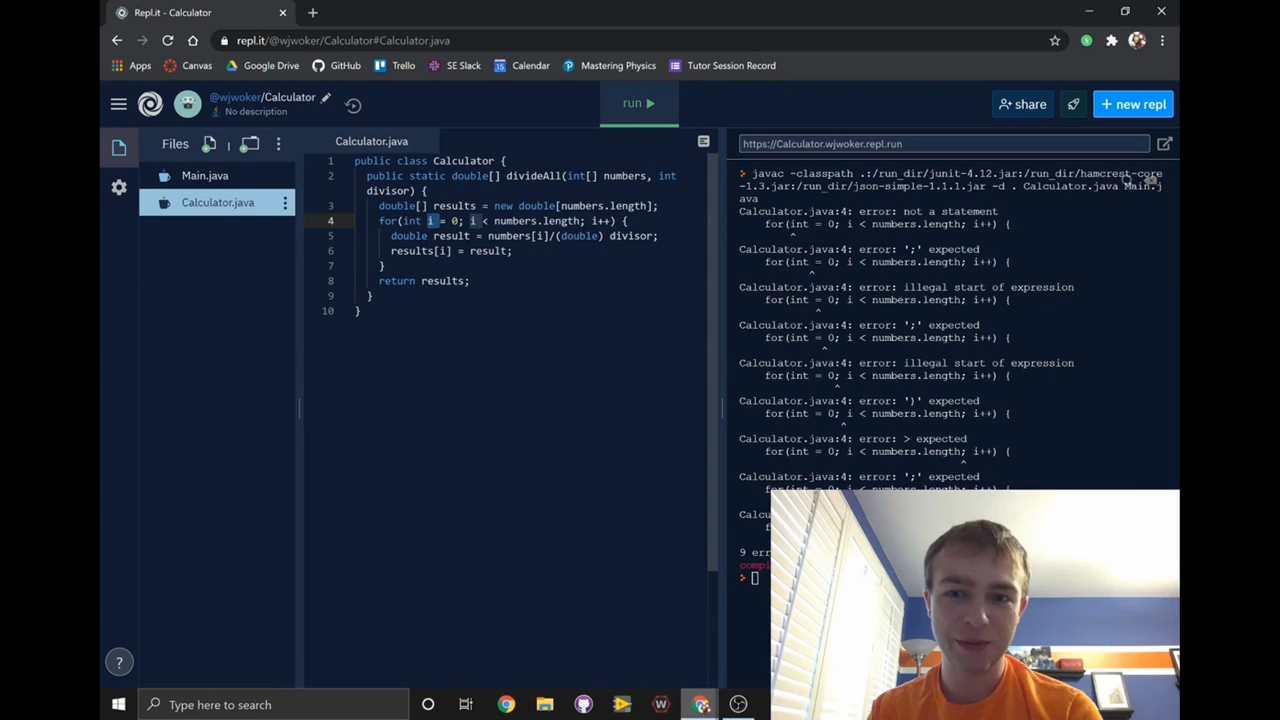 Repl.it - Calculator
repl.it/@wjwoker/Calculator#Calculator.java
Apps Canvas Google Drive GitHub Trello SE Slack Calendar Mastering Physics Tutor Session Record
@wjwoker/Calculator
No description
run
share
+ new repl
Files
Main.java
Calculator.java
Calculator.java
1 public class Calculator {
2 public static double[] divideAll(int[] numbers, int
divisor) {
3 double[] results = new double[numbers.length];
4 for(int i = 0; i < numbers.length; i++) {
5 double result = numbers[i]/(double) divisor;
6 results[i] = result;
7 }
8 return results;
9 }
10 }
https://Calculator.wjwoker.repl.run
javac -classpath .:/run_dir/junit-4.12.jar:/run_dir/hamcrest-core
-1.3.jar:/run_dir/json-simple-1.1.1.jar -d . Calculator.java Main.j
ava
Calculator.java:4: error: not a statement
for(int = 0; i < numbers.length; i++) {
^
Calculator.java:4: error: ';' expected
for(int = 0; i < numbers.length; i++) {
^
Calculator.java:4: error: illegal start of expression
for(int = 0; i < numbers.length; i++) {
^
Calculator.java:4: error: ';' expected
for(int = 0; i < numbers.length; i++) {
^
Calculator.java:4: error: illegal start of expression
for(int = 0; i < numbers.length; i++) {
^
Calculator.java:4: error: ')' expected
for(int = 0; i < numbers.length; i++) {
^
Calculator.java:4: error: > expected
for(int = 0; i < numbers.length; i++) {
^
Calculator.java:4: error: ';' expected
for(int = 0; i < numbers.length; i++) {
Calcu
fo
9 err
compi
?
Type here to search